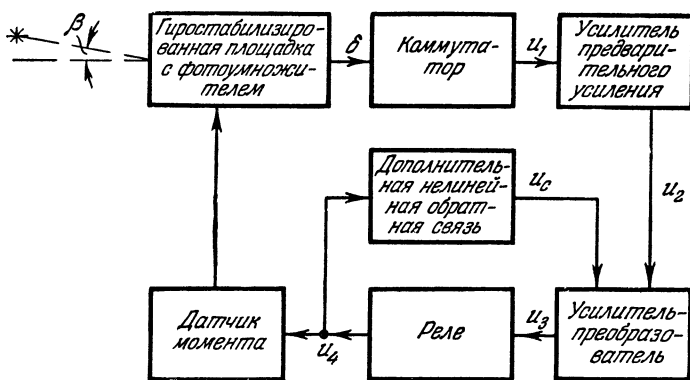 β
Гиростабилизиро-
ванная площадка
с фотоумножи-
телем
δ
Коммута-
тор
u₁
Усилитель
предвари-
тельного
усиления
Дополнитель-
ная нелиней-
ная обрат-
ная связь
u_c
u₂
Датчик
момента
u₄
Реле
u₃
Усилитель-
преобразо-
ватель